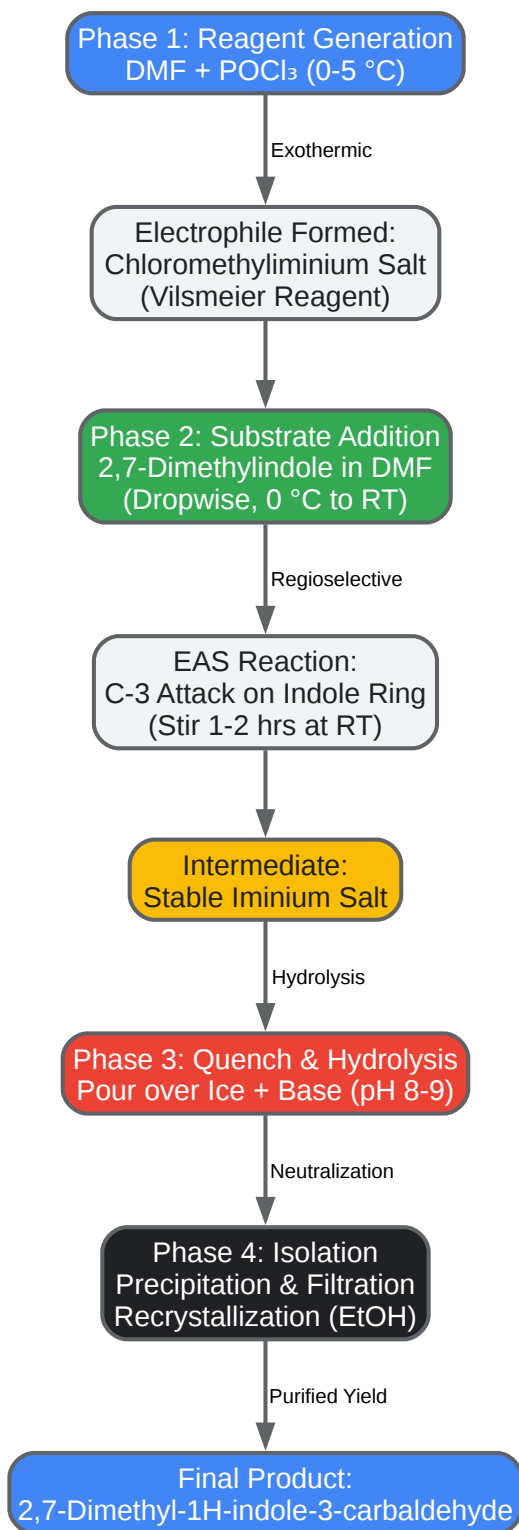 Phase 1: Reagent Generation
DMF + POCl₃ (0-5 °C)
Exothermic
Electrophile Formed:
Chloromethyliminium Salt
(Vilsmeier Reagent)
Phase 2: Substrate Addition
2,7-Dimethylindole in DMF
(Dropwise, 0 °C to RT)
Regioselective
EAS Reaction:
C-3 Attack on Indole Ring
(Stir 1-2 hrs at RT)
Intermediate:
Stable Iminium Salt
Hydrolysis
Phase 3: Quench & Hydrolysis
Pour over Ice + Base (pH 8-9)
Neutralization
Phase 4: Isolation
Precipitation & Filtration
Recrystallization (EtOH)
Purified Yield
Final Product:
2,7-Dimethyl-1H-indole-3-carbaldehyde